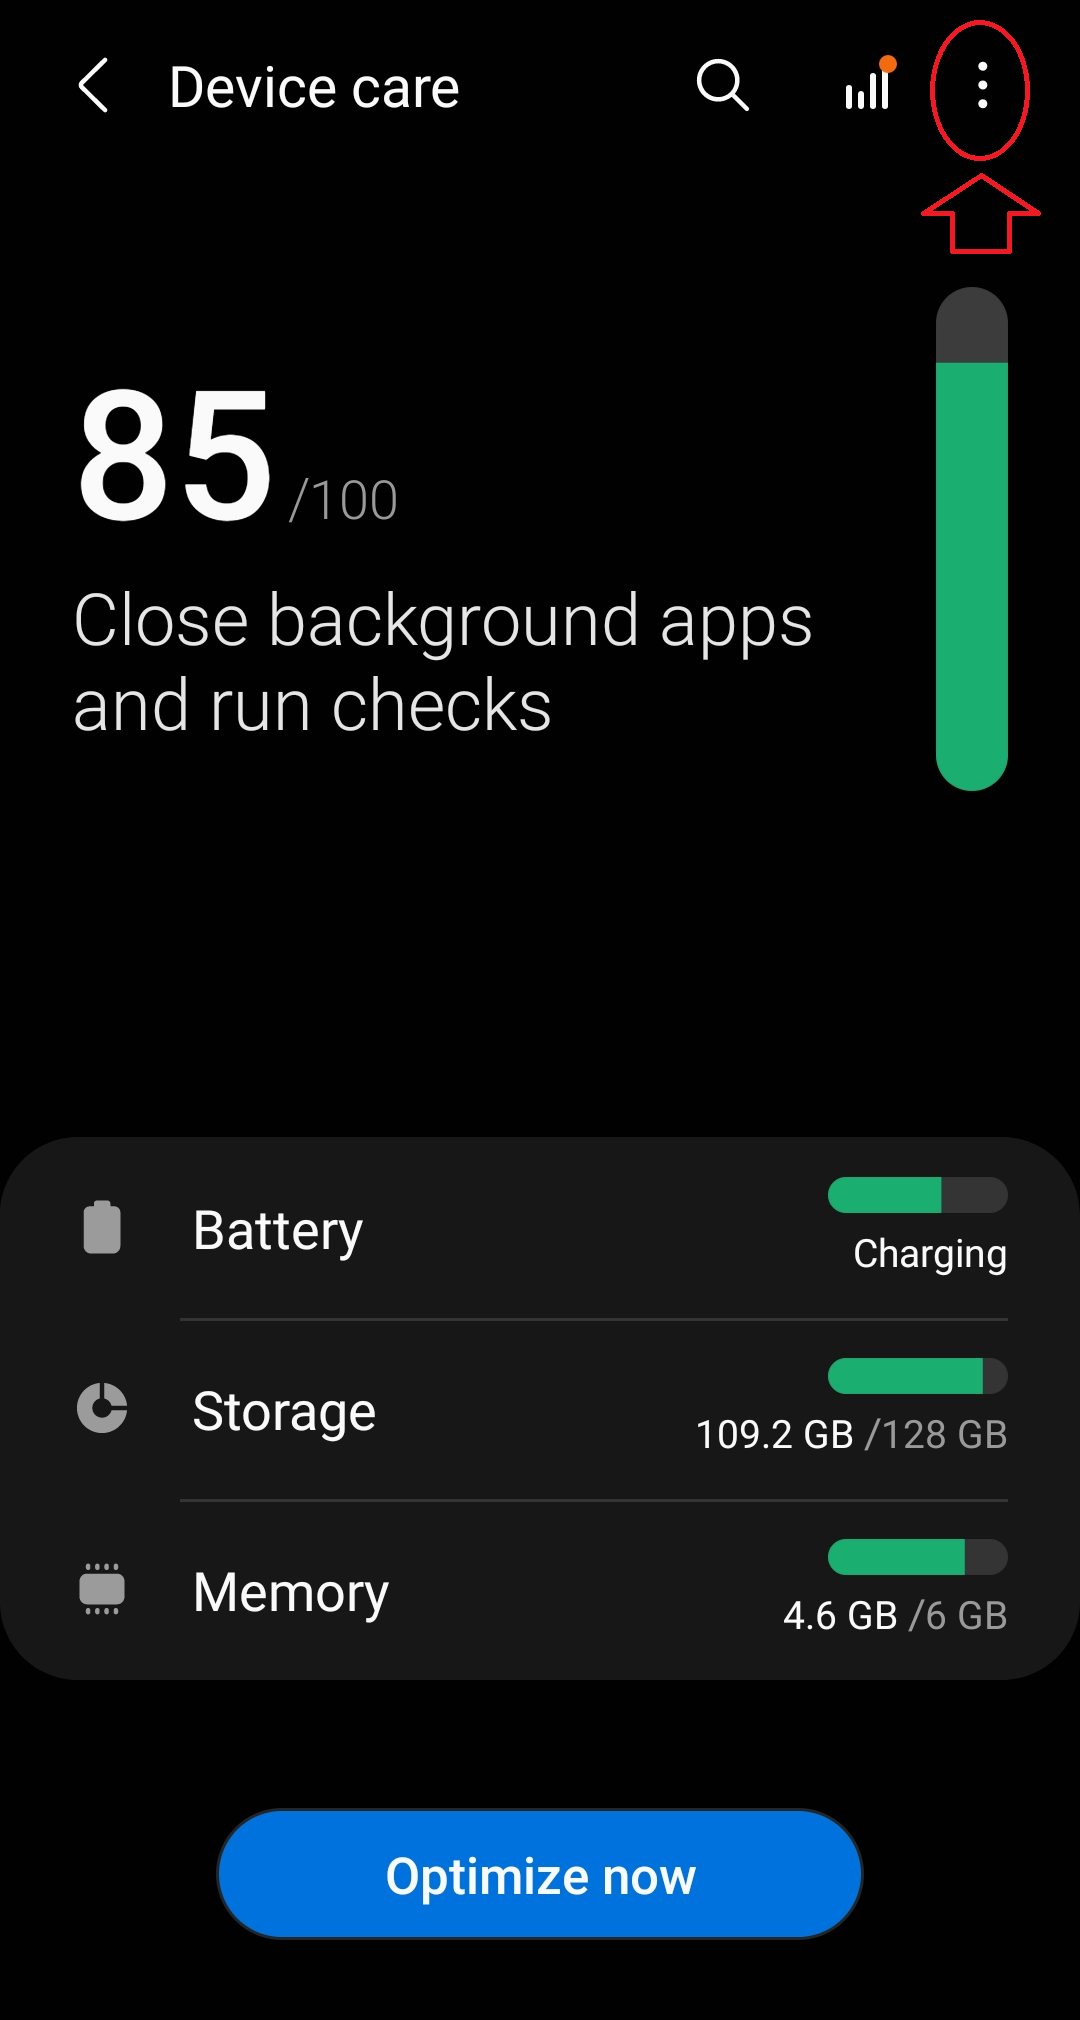 Device care
85 /100
Close background apps
and run checks
Battery
Charging
Storage
109.2 GB /128 GB
Memory
4.6 GB /6 GB
Optimize now